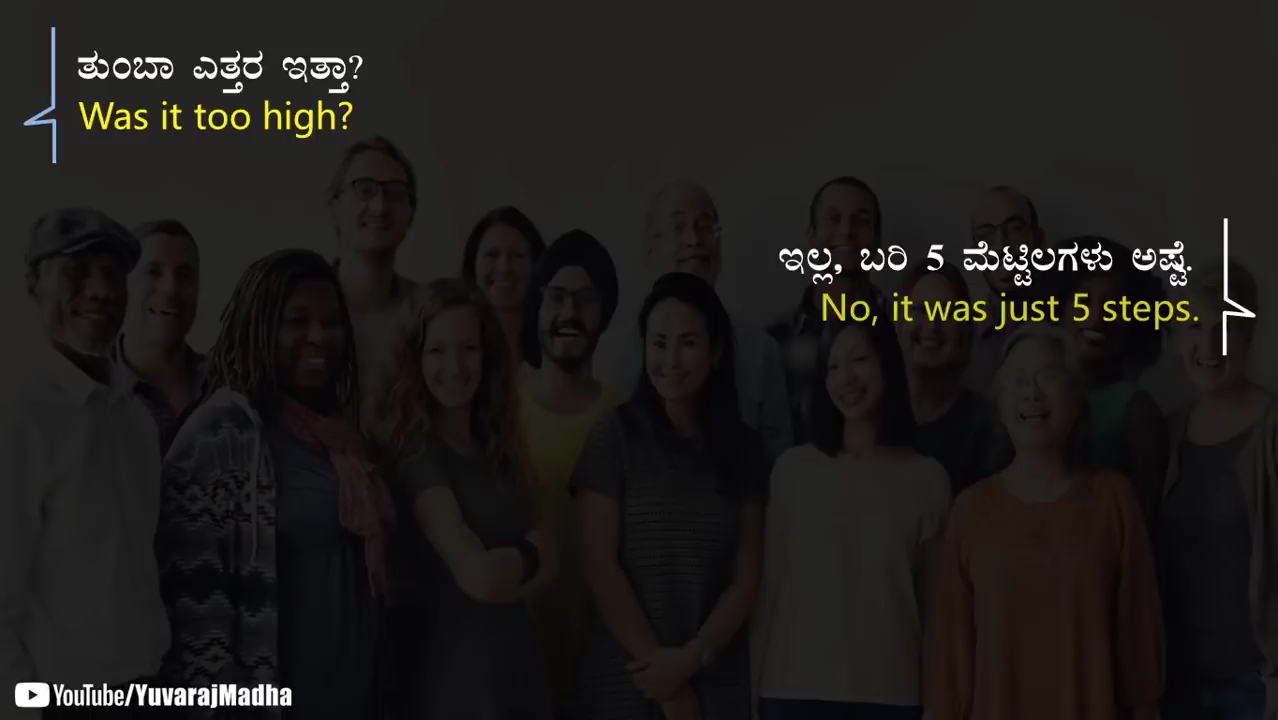 ತುಂಬಾ ಎತ್ತರ ಇತ್ತಾ?
Was it too high?
ಇಲ್ಲ, ಬರಿ 5 ಮೆಟ್ಟಿಲಗಳು ಅಷ್ಟೆ.
No, it was just 5 steps.
YouTube/YuvarajMadha